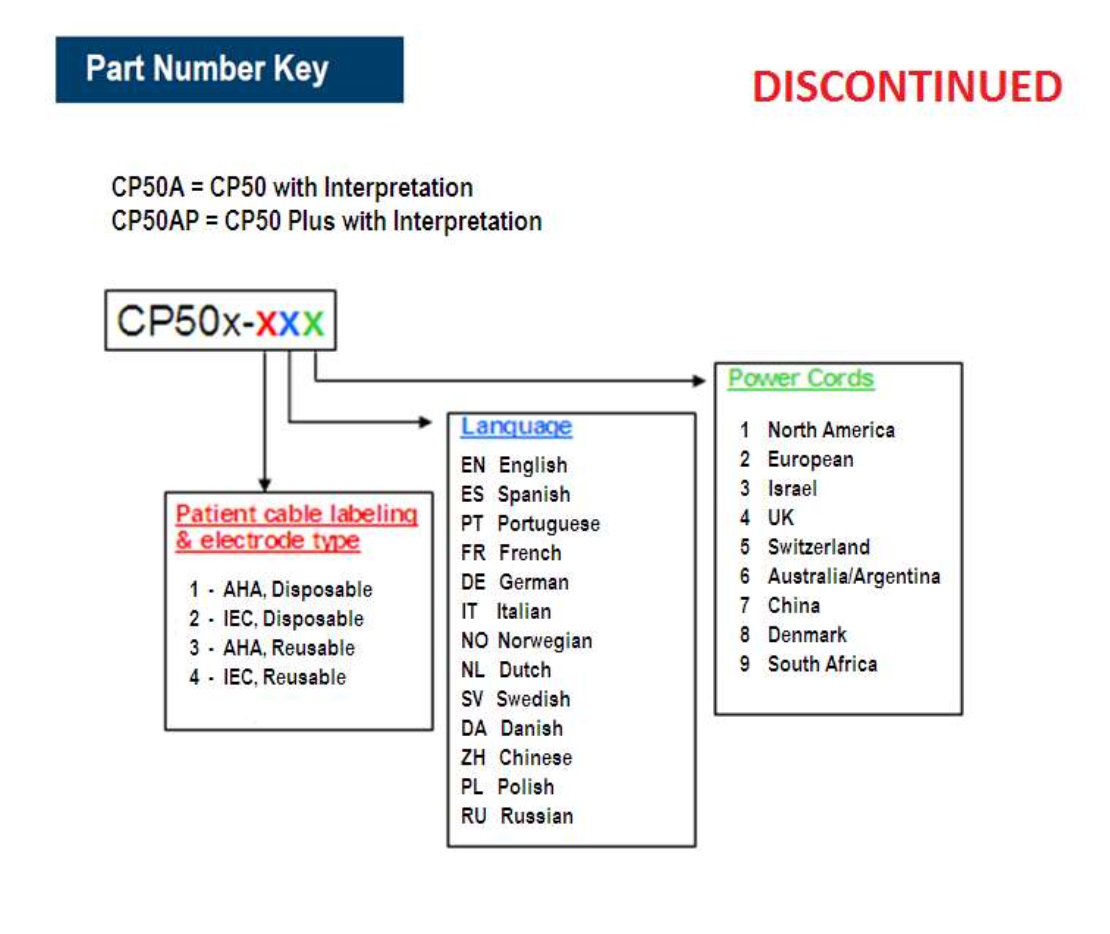 Part Number Key
DISCONTINUED
CP50A = CP50 with Interpretation
CP50AP = CP50 Plus with Interpretation
CP50x-xxx
Patient cable labeling
& electrode type
1 - AHA, Disposable
2 - IEC, Disposable
3 - AHA, Reusable
4 - IEC, Reusable
Language
EN English
ES Spanish
PT Portuguese
FR French
DE German
IT Italian
NO Norwegian
NL Dutch
SV Swedish
DA Danish
ZH Chinese
PL Polish
RU Russian
Power Cords
1 North America
2 European
3 Israel
4 UK
5 Switzerland
6 Australia/Argentina
7 China
8 Denmark
9 South Africa